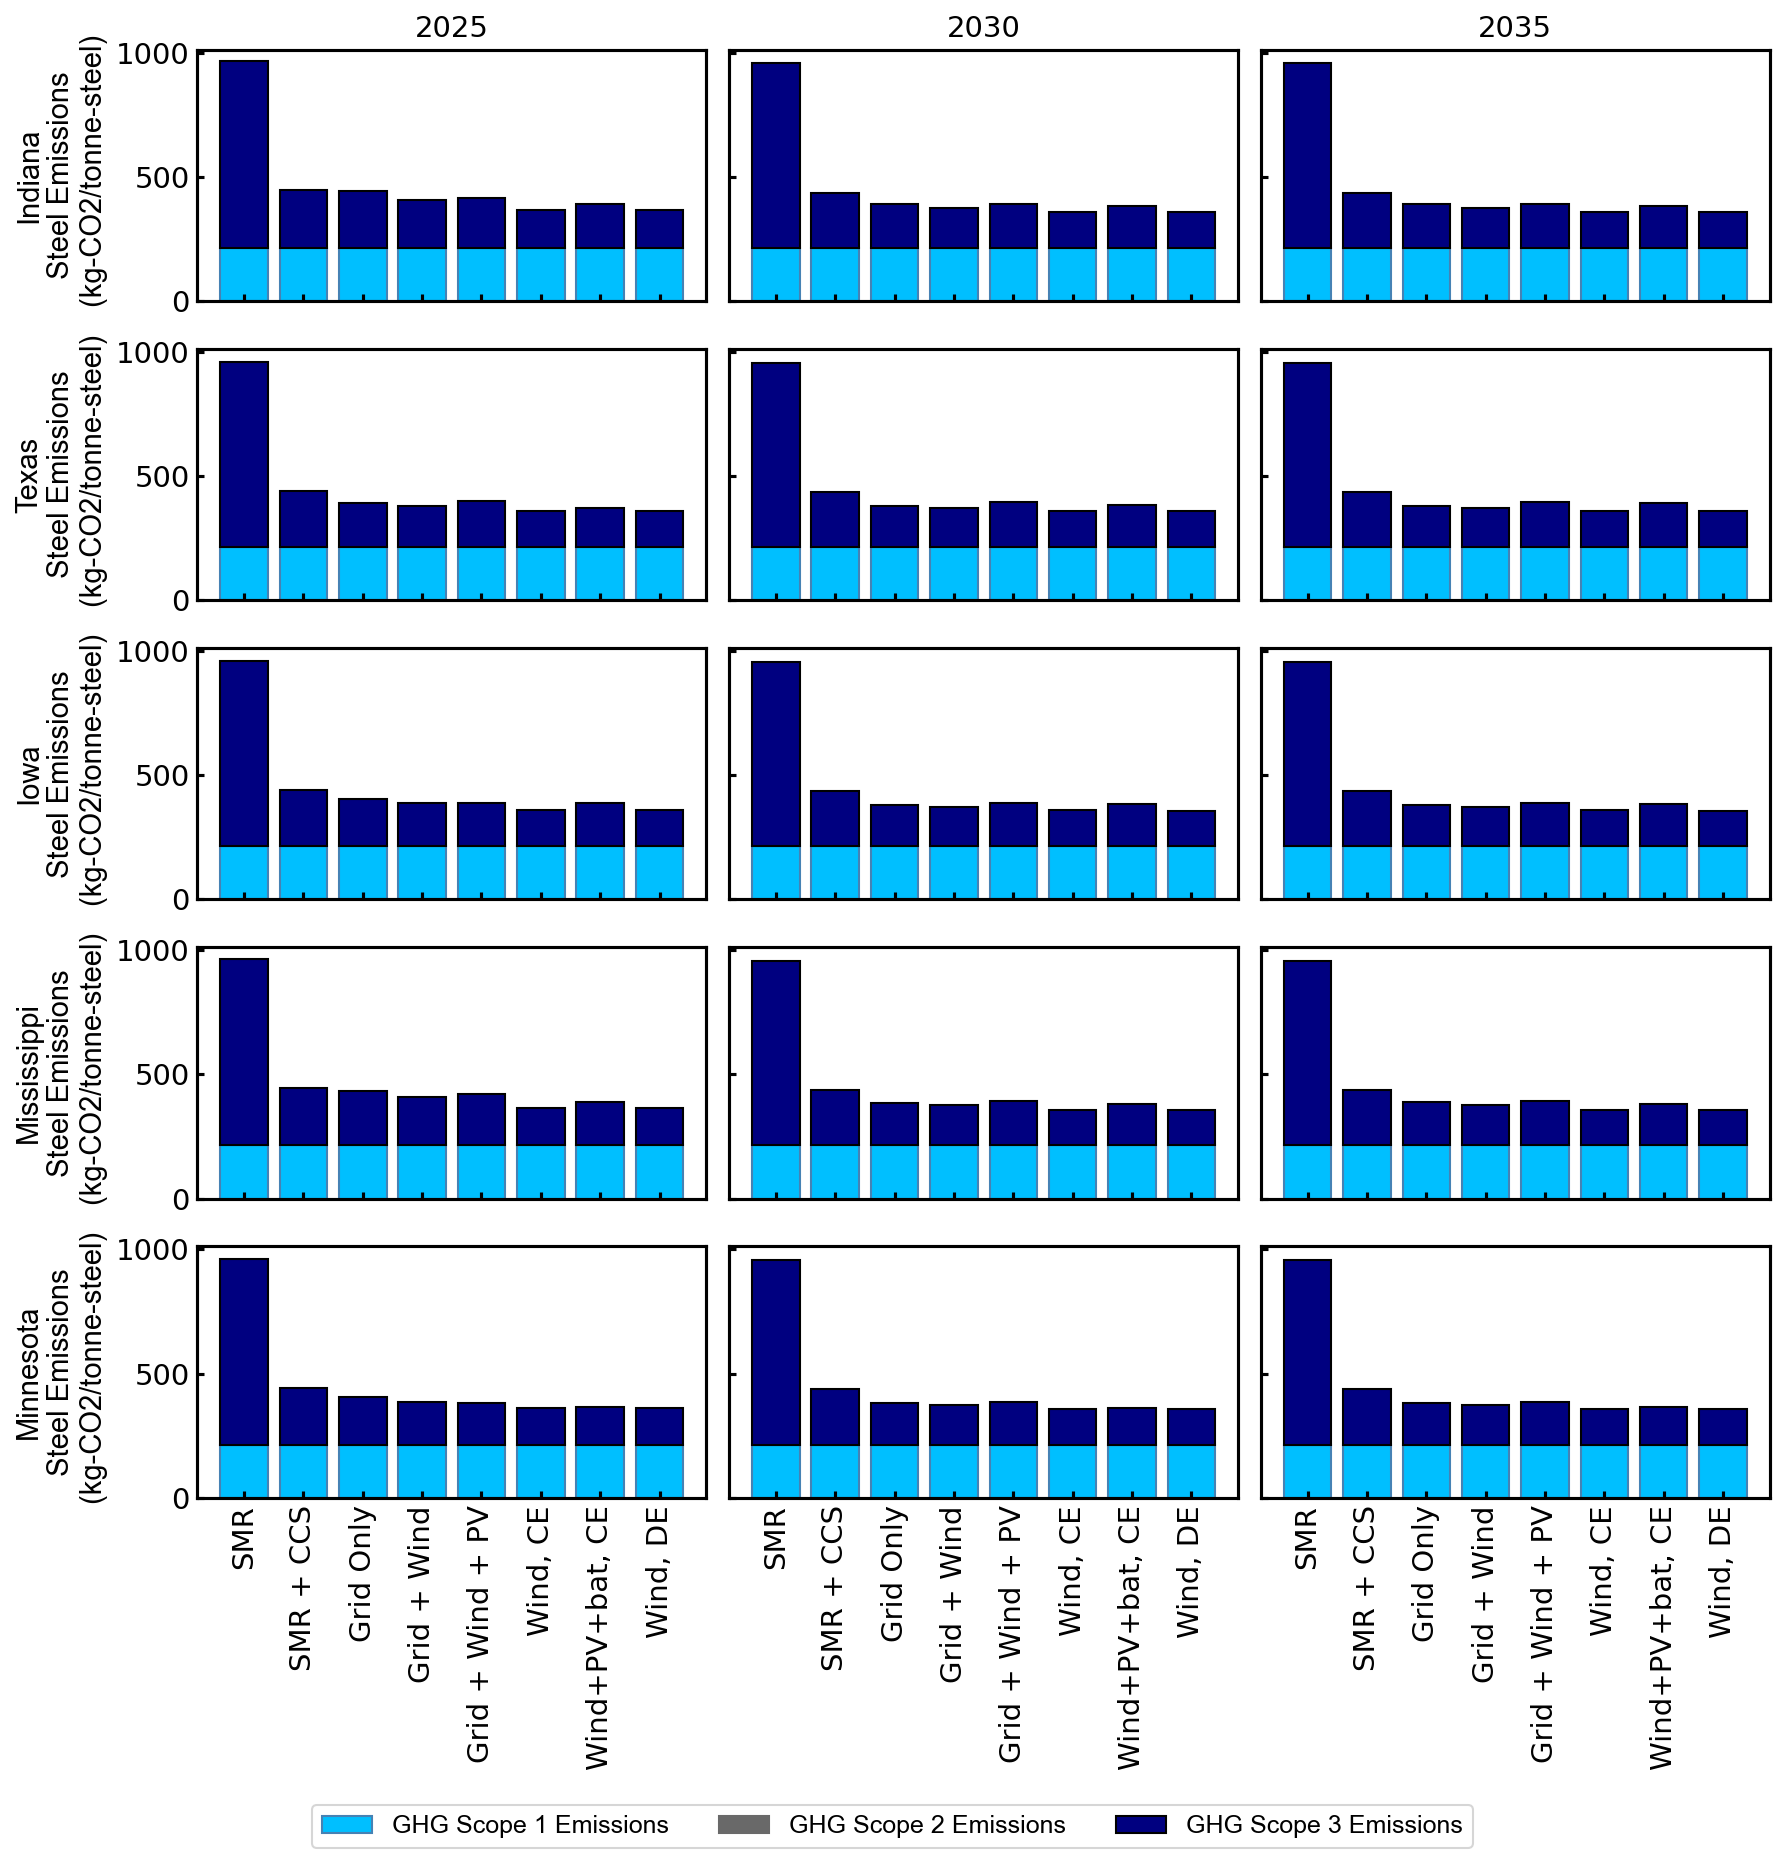 2025
2030
2035
Indiana
Steel Emissions
(kg-CO2/tonne-steel)
1000
500
0
Texas
Steel Emissions
(kg-CO2/tonne-steel)
1000
500
0
Iowa
Steel Emissions
(kg-CO2/tonne-steel)
1000
500
0
Mississippi
Steel Emissions
(kg-CO2/tonne-steel)
1000
500
0
Minnesota
Steel Emissions
(kg-CO2/tonne-steel)
1000
500
0
SMR
SMR + CCS
Grid Only
Grid + Wind
Grid + Wind + PV
Wind, CE
Wind+PV+bat, CE
Wind, DE
SMR
SMR + CCS
Grid Only
Grid + Wind
Grid + Wind + PV
Wind, CE
Wind+PV+bat, CE
Wind, DE
SMR
SMR + CCS
Grid Only
Grid + Wind
Grid + Wind + PV
Wind, CE
Wind+PV+bat, CE
Wind, DE
GHG Scope 1 Emissions
GHG Scope 2 Emissions
GHG Scope 3 Emissions